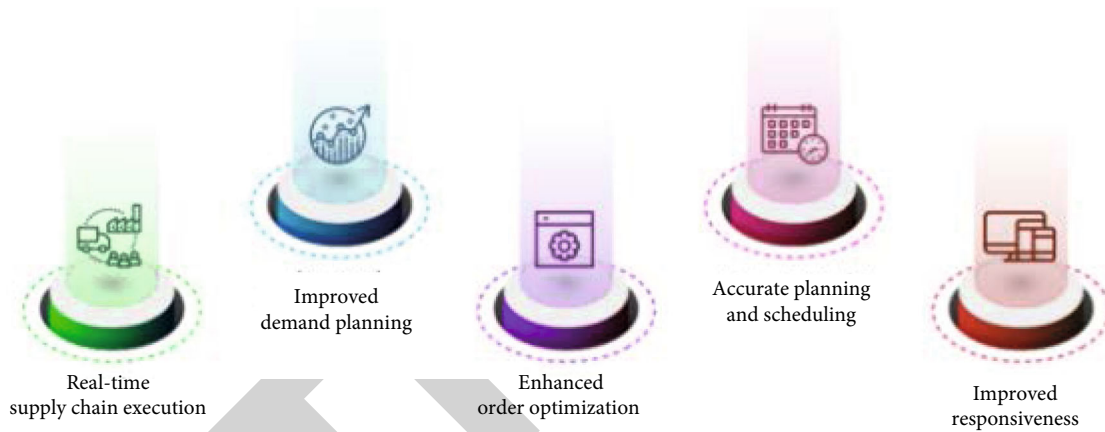 Real-time
supply chain execution
Improved
demand planning
Enhanced
order optimization
Accurate planning
and scheduling
Improved
responsiveness